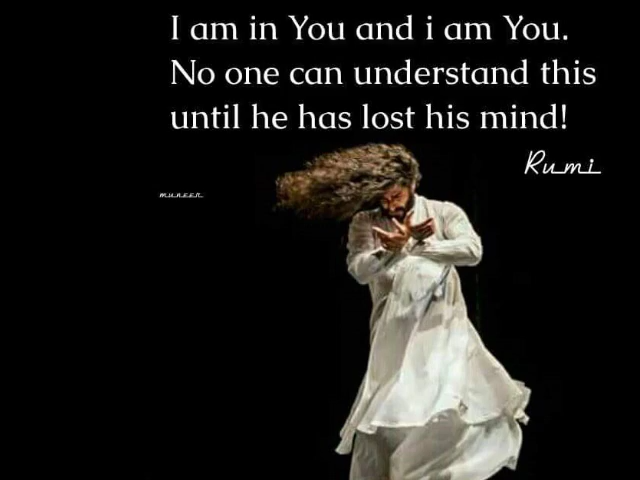 I am in You and i am You.
No one can understand this
until he has lost his mind!
Rumi
muneer